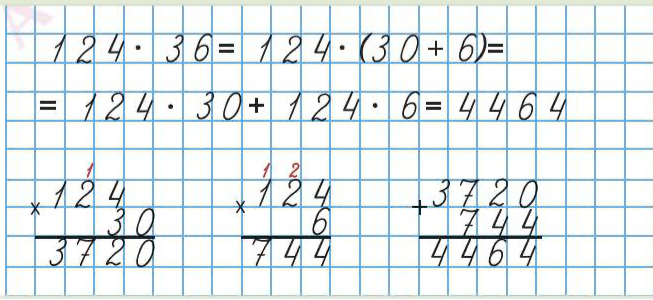 124 · 36 = 124 · (30 + 6) =
= 124 · 30 + 124 · 6 = 4464
1 1 2
× 124 × 124 + 3720
30 6 744
3720 744 4464